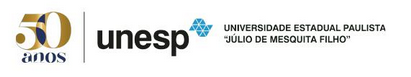 50
anos
unesp
UNIVERSIDADE ESTADUAL PAULISTA
"JÚLIO DE MESQUITA FILHO"